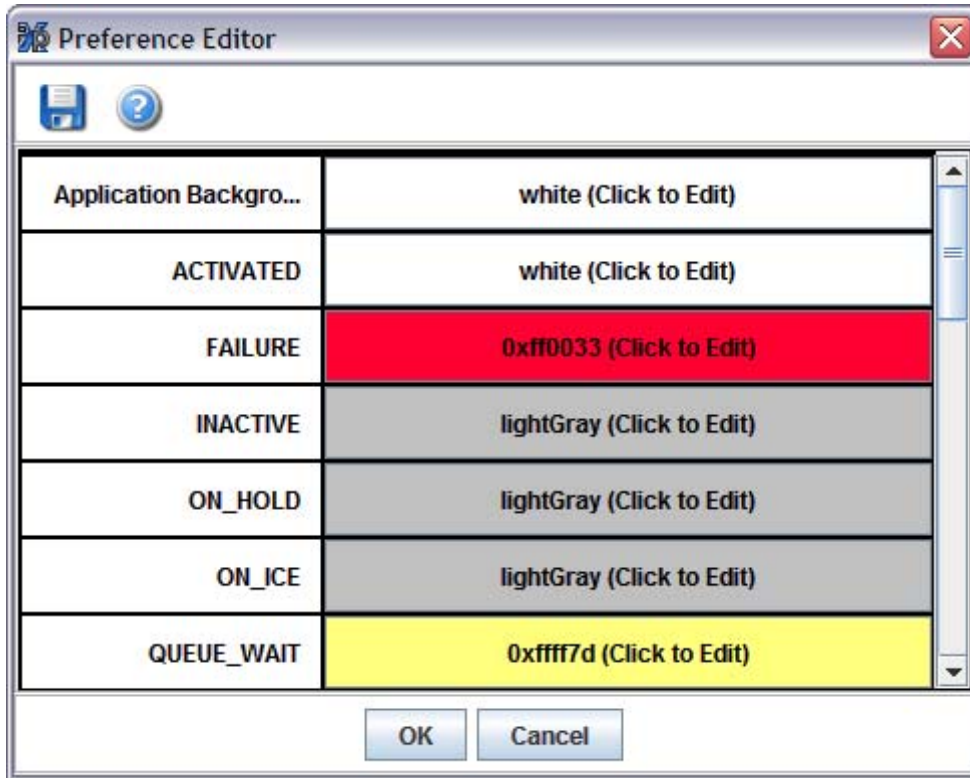 Preference Editor
Application Backgro... white (Click to Edit)
ACTIVATED white (Click to Edit)
FAILURE 0xff0033 (Click to Edit)
INACTIVE lightGray (Click to Edit)
ON_HOLD lightGray (Click to Edit)
ON_ICE lightGray (Click to Edit)
QUEUE_WAIT 0xffff7d (Click to Edit)
OK Cancel